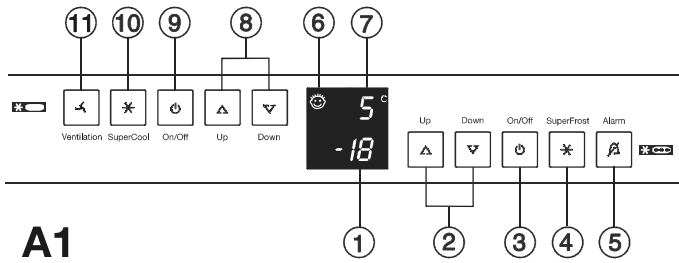 11 10 9 8 6 7
5 °C
Up Down On/Off SuperFrost Alarm
Ventilation SuperCool On/Off Up Down
-18
A1
1 2 3 4 5